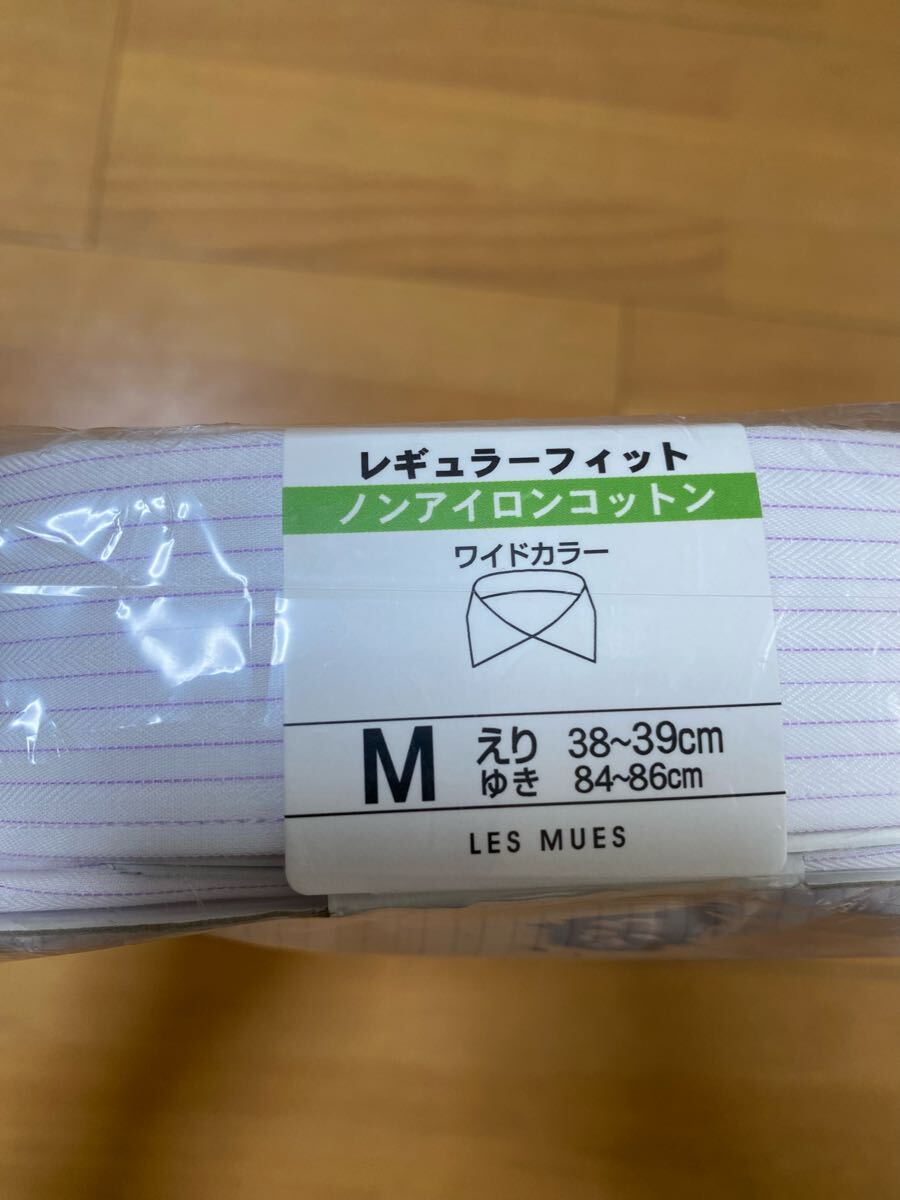 レギュラーフィット
ノンアイロンコットン
ワイドカラー
M えり 38~39cm
ゆき 84~86cm
LES MUES